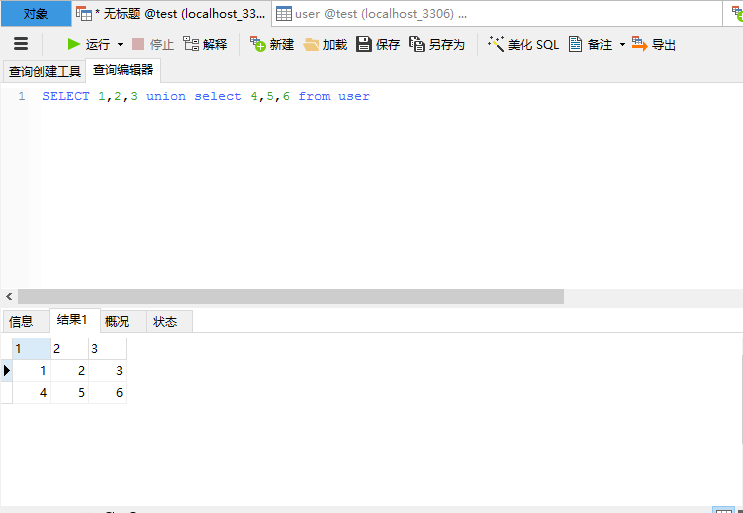 对象 * 无标题 @test (localhost_33... user @test (localhost_3306) ...
运行 停止 解释 新建 加载 保存 另存为 美化 SQL 备注 导出
查询创建工具 查询编辑器
1 SELECT 1,2,3 union select 4,5,6 from user
信息 结果1 概况 状态
1 2 3
1 2 3
4 5 6